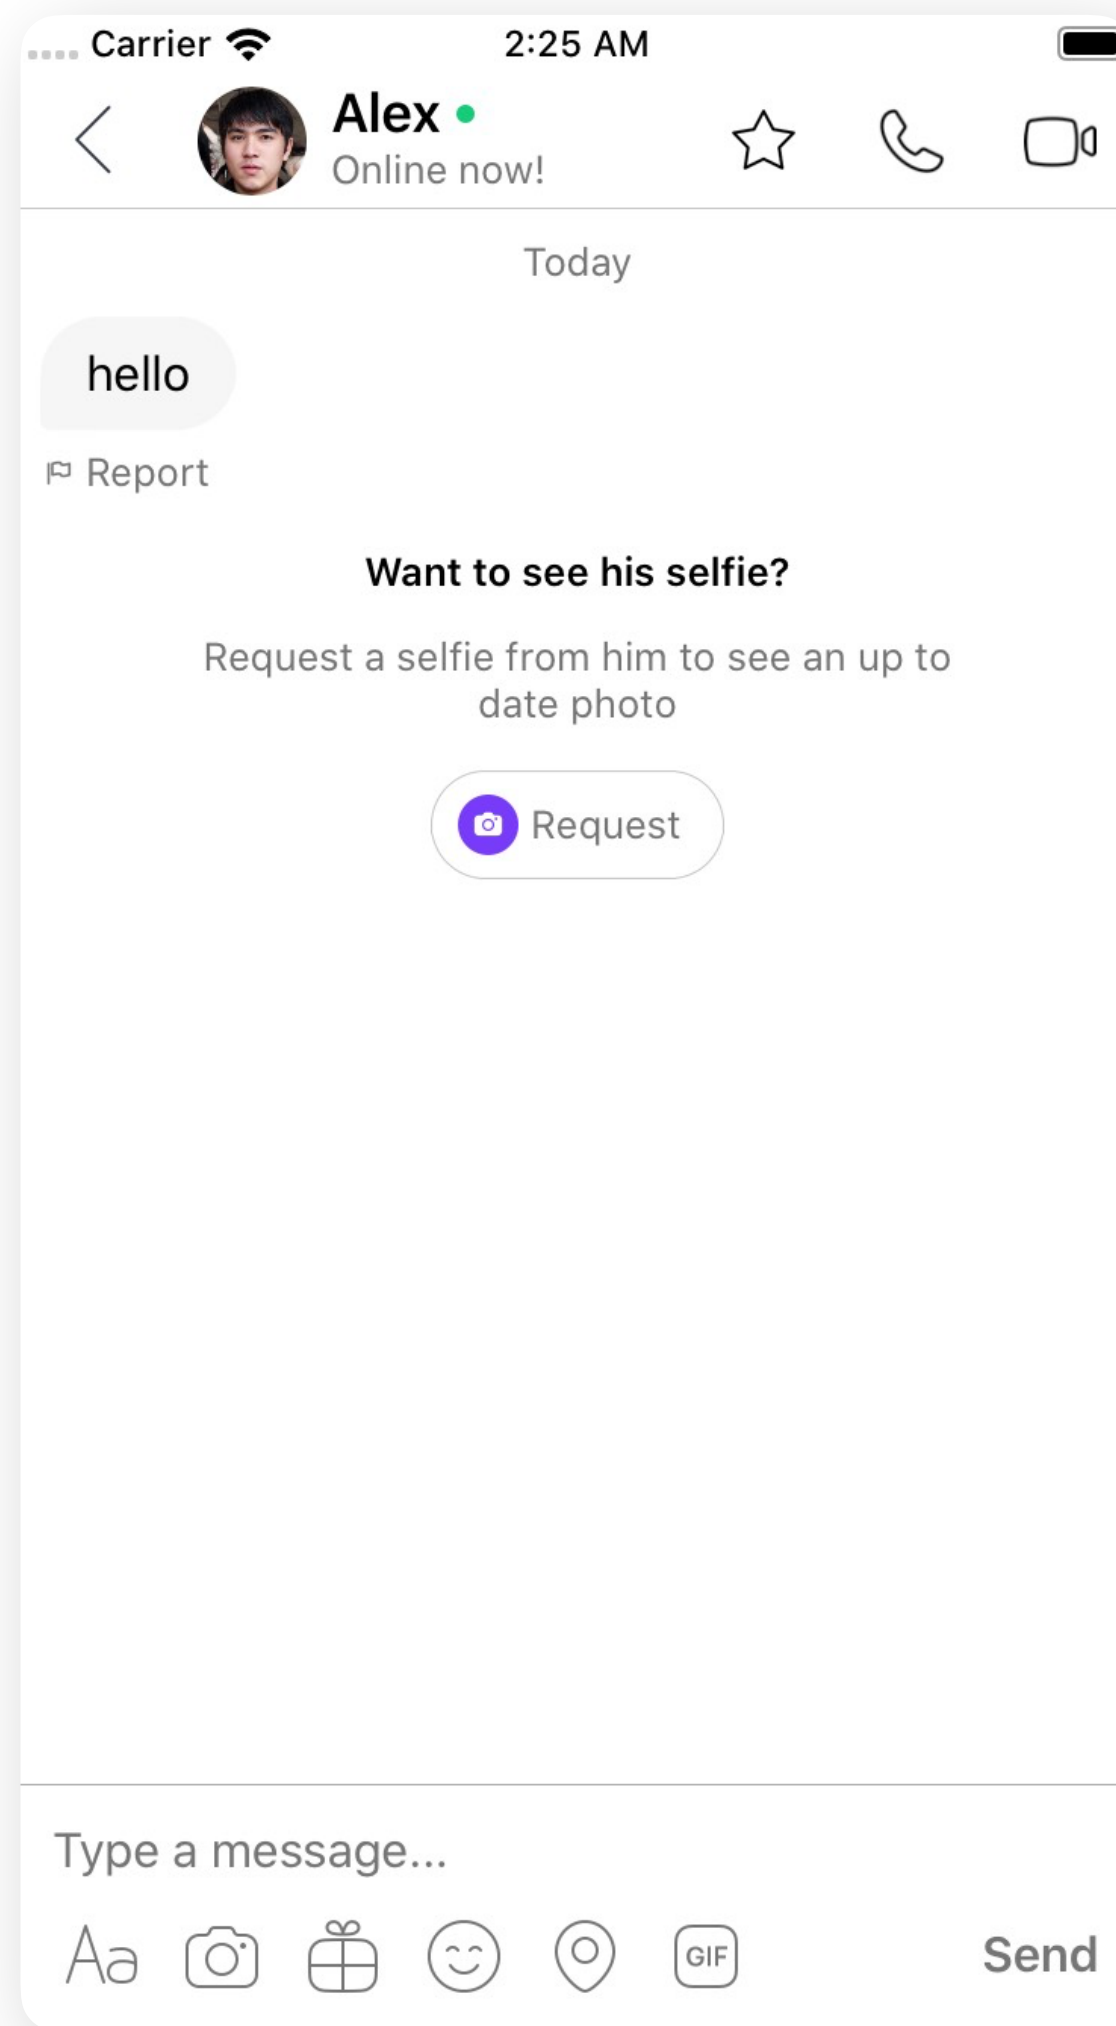 Carrier 2:25 AM
Alex
Online now!
Today
hello
Report
Want to see his selfie?
Request a selfie from him to see an up to
date photo
Request
Type a message...
Aa GIF Send